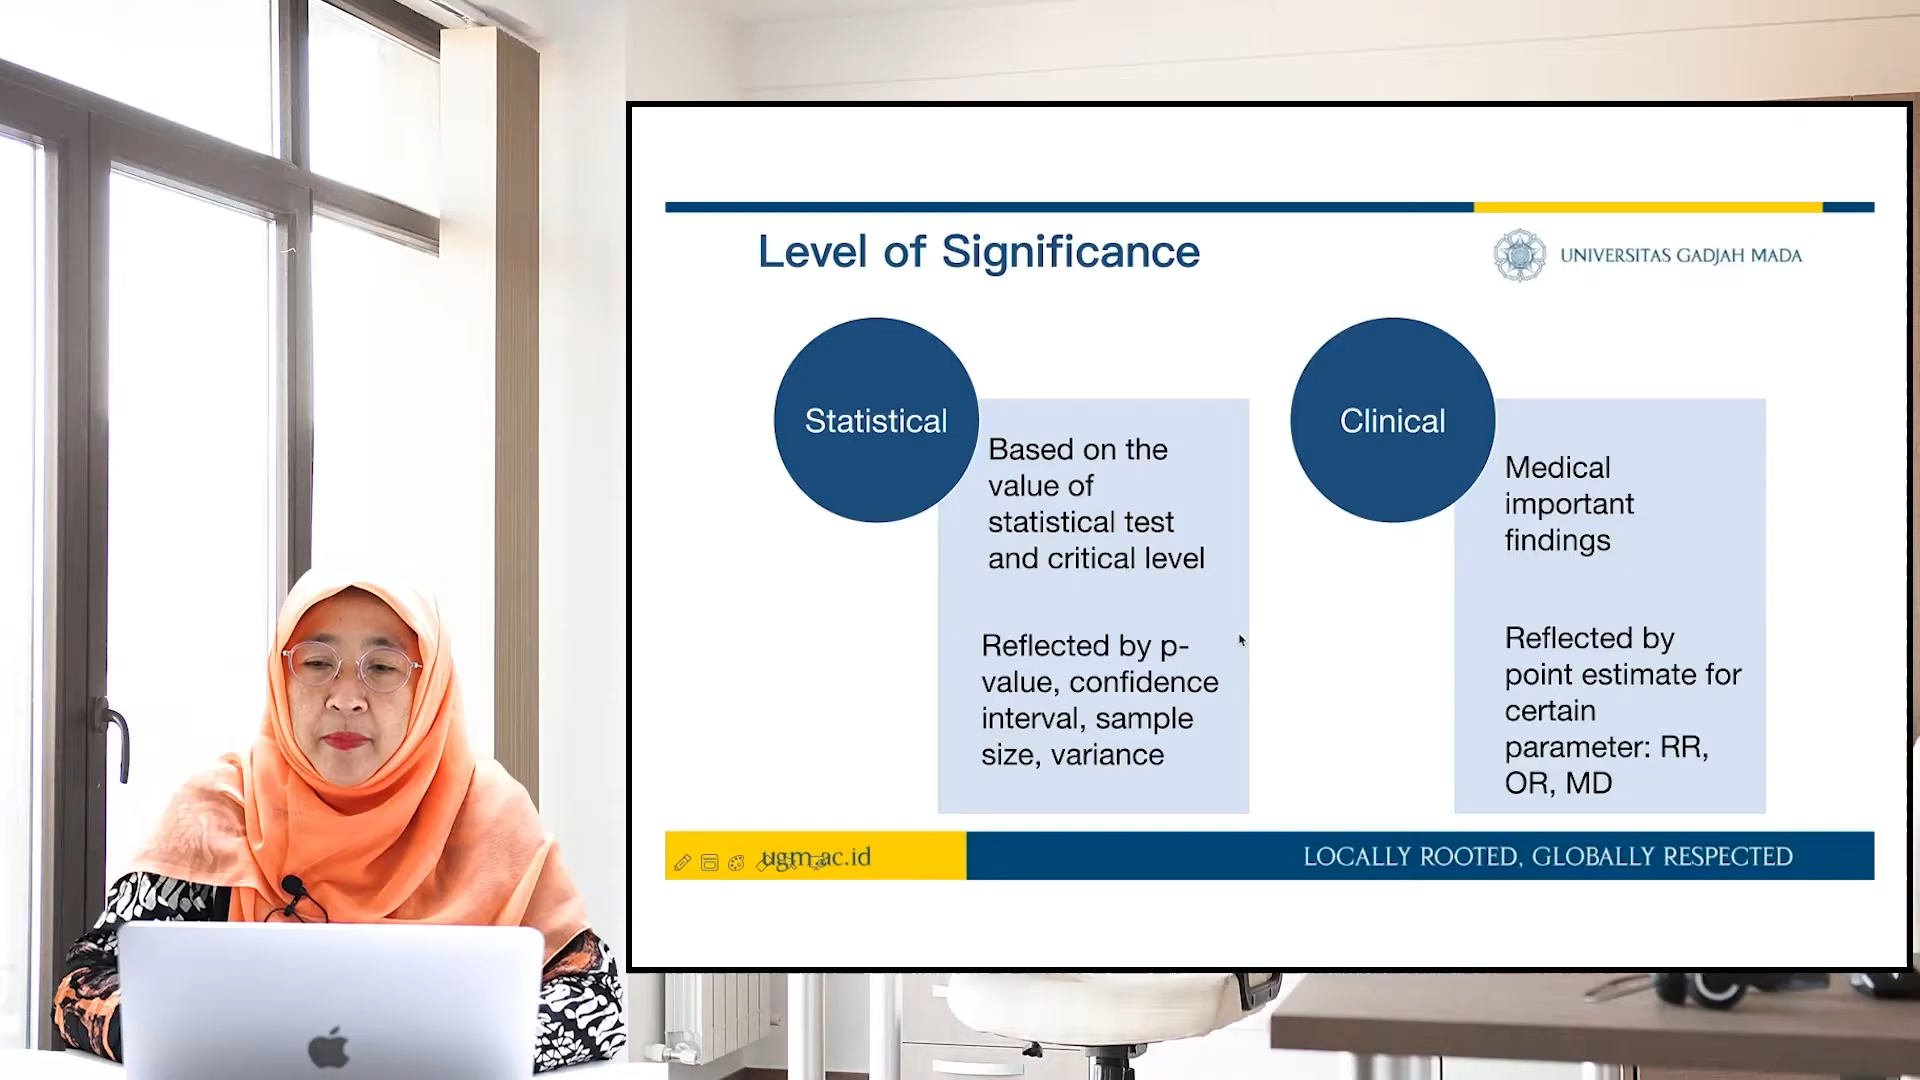 Level of Significance
UNIVERSITAS GADJAH MADA
Statistical
Based on the
value of
statistical test
and critical level
Reflected by p-
value, confidence
interval, sample
size, variance
Clinical
Medical
important
findings
Reflected by
point estimate for
certain
parameter: RR,
OR, MD
ugm.ac.id
LOCALLY ROOTED, GLOBALLY RESPECTED